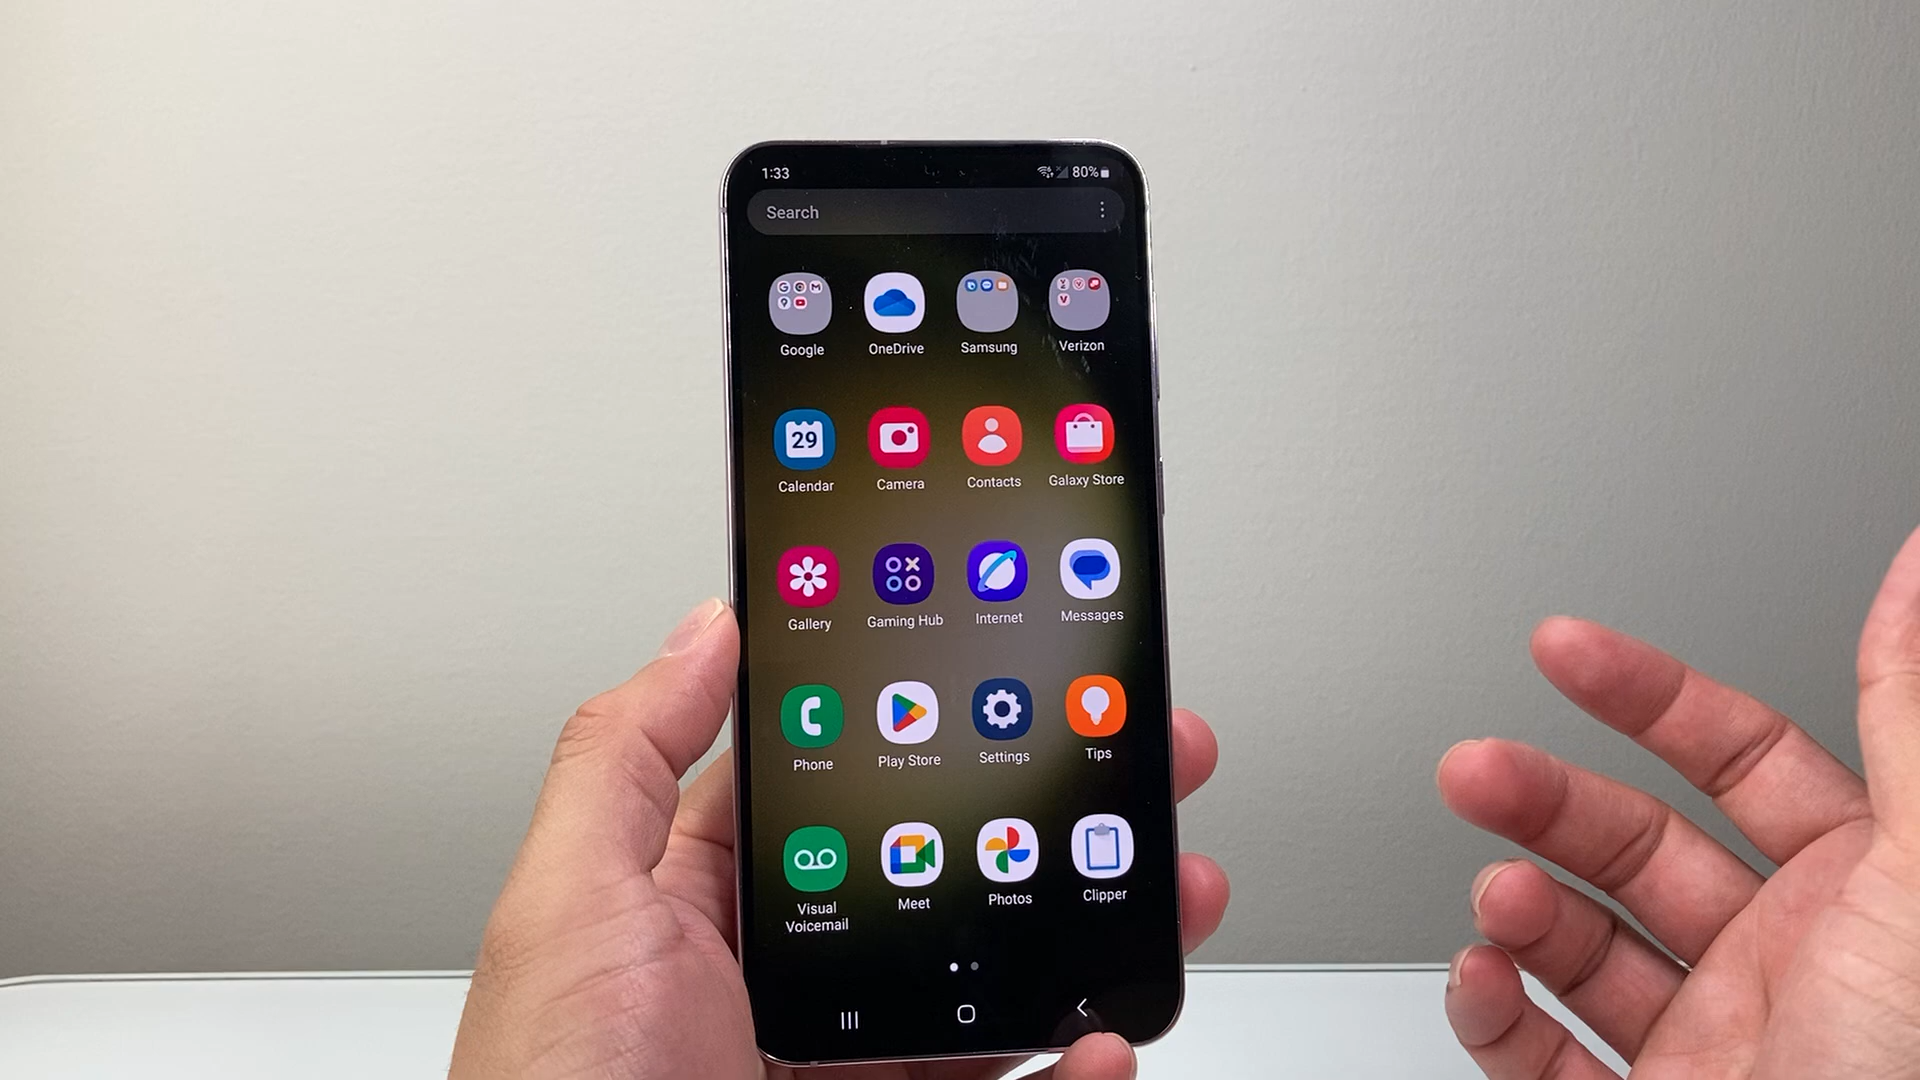 1:33 80%
Search
Google OneDrive Samsung Verizon
29
Calendar Camera Contacts Galaxy Store
Gallery Gaming Hub Internet Messages
Phone Play Store Settings Tips
Visual
Voicemail Meet Photos Clipper